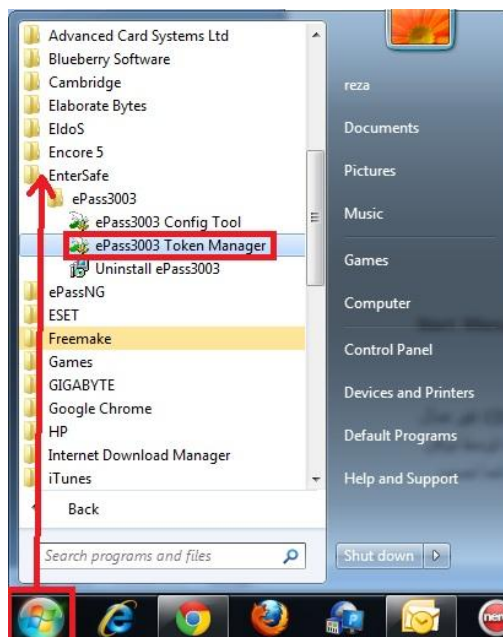 Advanced Card Systems Ltd
Blueberry Software
Cambridge
Elaborate Bytes
EldoS
Encore 5
EnterSafe
ePass3003
ePass3003 Config Tool
ePass3003 Token Manager
Uninstall ePass3003
ePassNG
ESET
Freemake
Games
GIGABYTE
Google Chrome
HP
Internet Download Manager
iTunes
Back
Search programs and files
reza
Documents
Pictures
Music
Games
Computer
Control Panel
Devices and Printers
Default Programs
Help and Support
Shut down